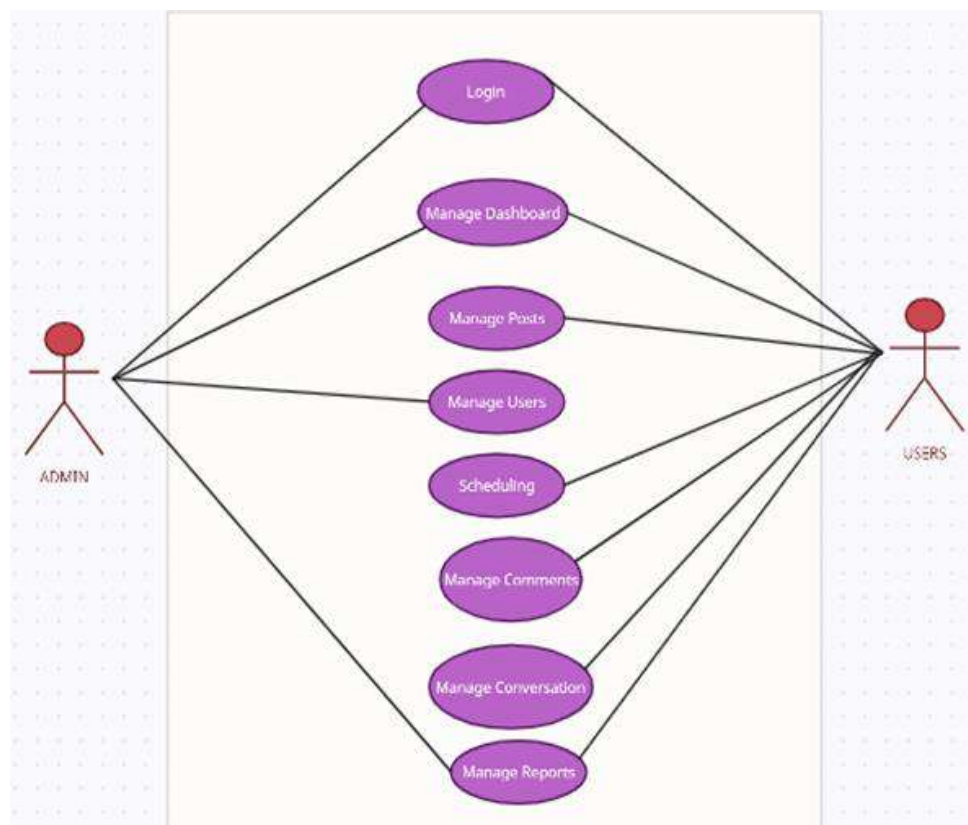 Login
Manage Dashboard
Manage Posts
Manage Users
Scheduling
Manage Comments
Manage Conversation
Manage Reports
ADMIN
USERS